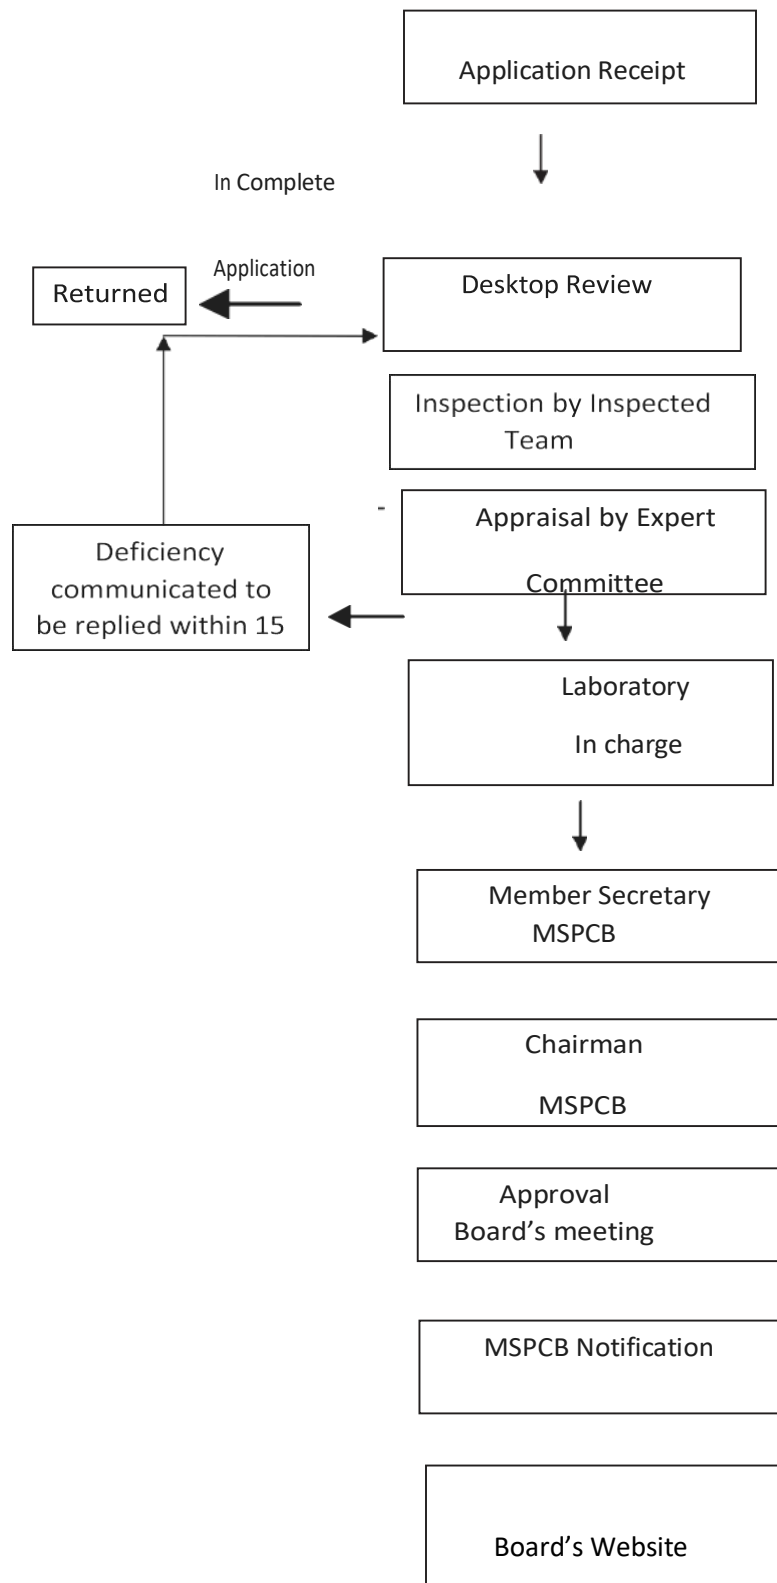 Application Receipt
In Complete
Application
Returned
Desktop Review
Inspection by Inspected
Team
-
Appraisal by Expert
Committee
Deficiency
communicated to
be replied within 15
Laboratory
In charge
Member Secretary
MSPCB
Chairman
MSPCB
Approval
Board’s meeting
MSPCB Notification
Board’s Website